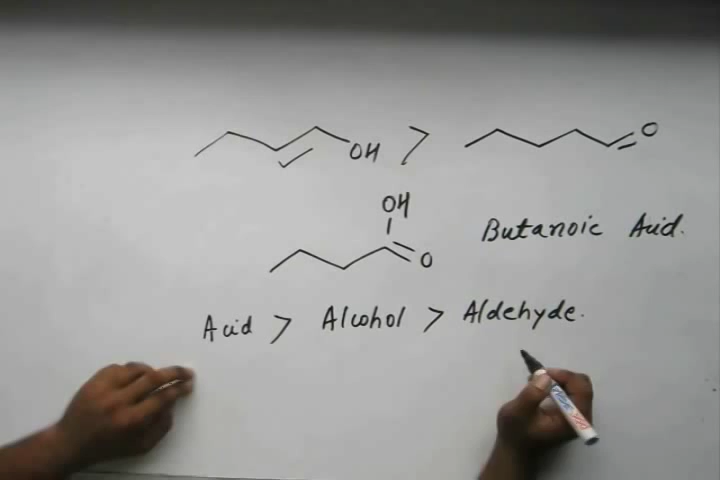 OH > O
OH
O
Butanoic Acid.
Acid > Alcohol > Aldehyde.